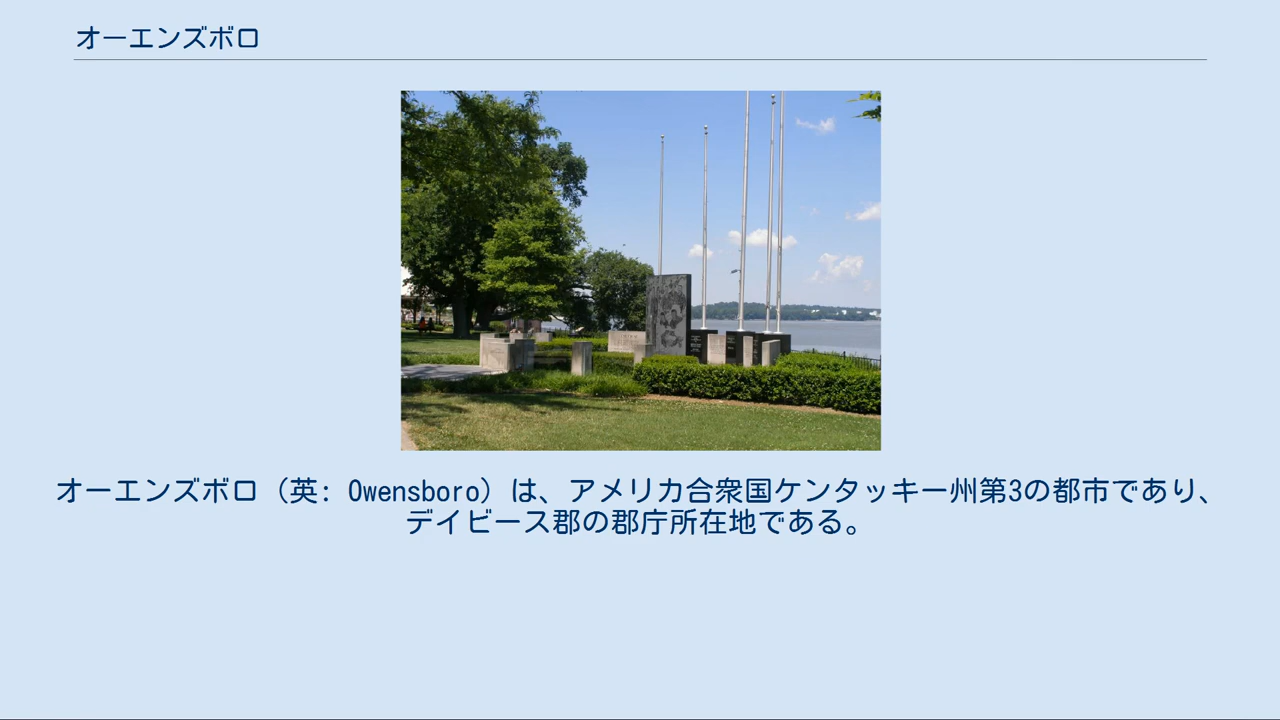 オーエンズボロ
オーエンズボロ（英: Owensboro）は、アメリカ合衆国ケンタッキー州第3の都市であり、
デイビース郡の郡庁所在地である。